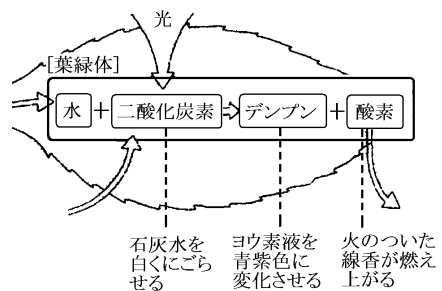 光
[葉緑体]
水 + 二酸化炭素 ⇨ デンプン + 酸素
石灰水を
白くにごら
せる
ヨウ素液を
青紫色に
変化させる
火のついた
線香が燃え
上がる